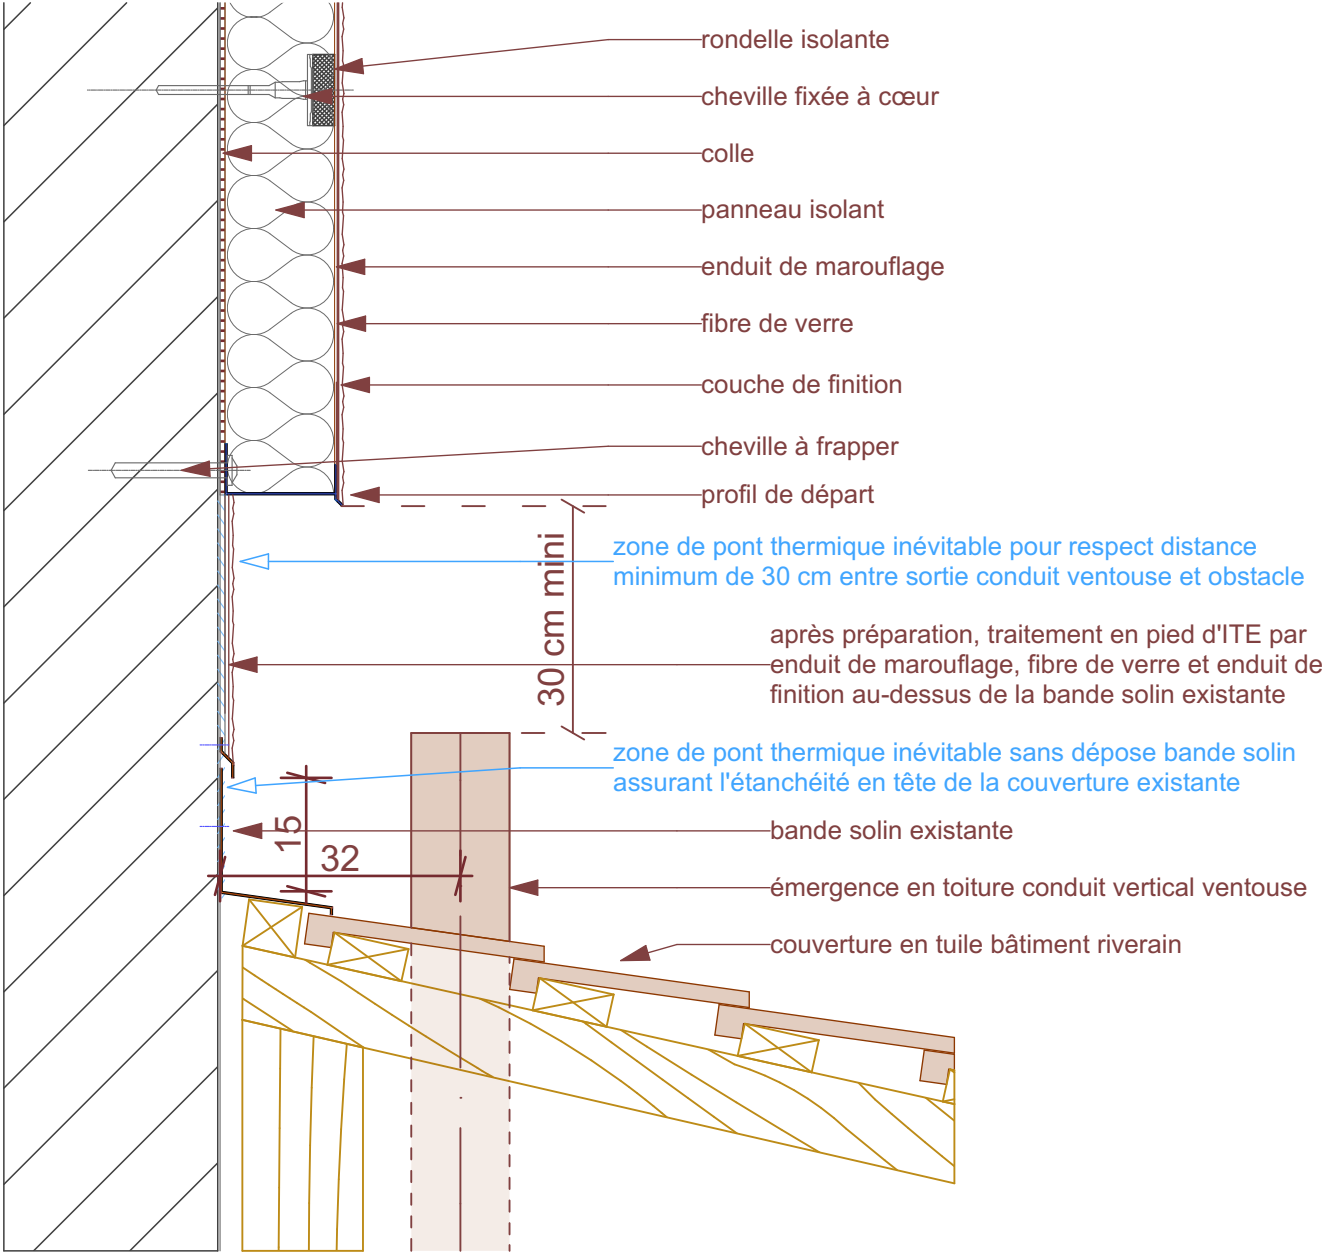 rondelle isolante
cheville fixée à cœur
colle
panneau isolant
enduit de marouflage
fibre de verre
couche de finition
cheville à frapper
profil de départ
30 cm mini
zone de pont thermique inévitable pour respect distance
minimum de 30 cm entre sortie conduit ventouse et obstacle
après préparation, traitement en pied d'ITE par
enduit de marouflage, fibre de verre et enduit de
finition au-dessus de la bande solin existante
zone de pont thermique inévitable sans dépose bande solin
assurant l'étanchéité en tête de la couverture existante
15
bande solin existante
32
émergence en toiture conduit vertical ventouse
couverture en tuile bâtiment riverain